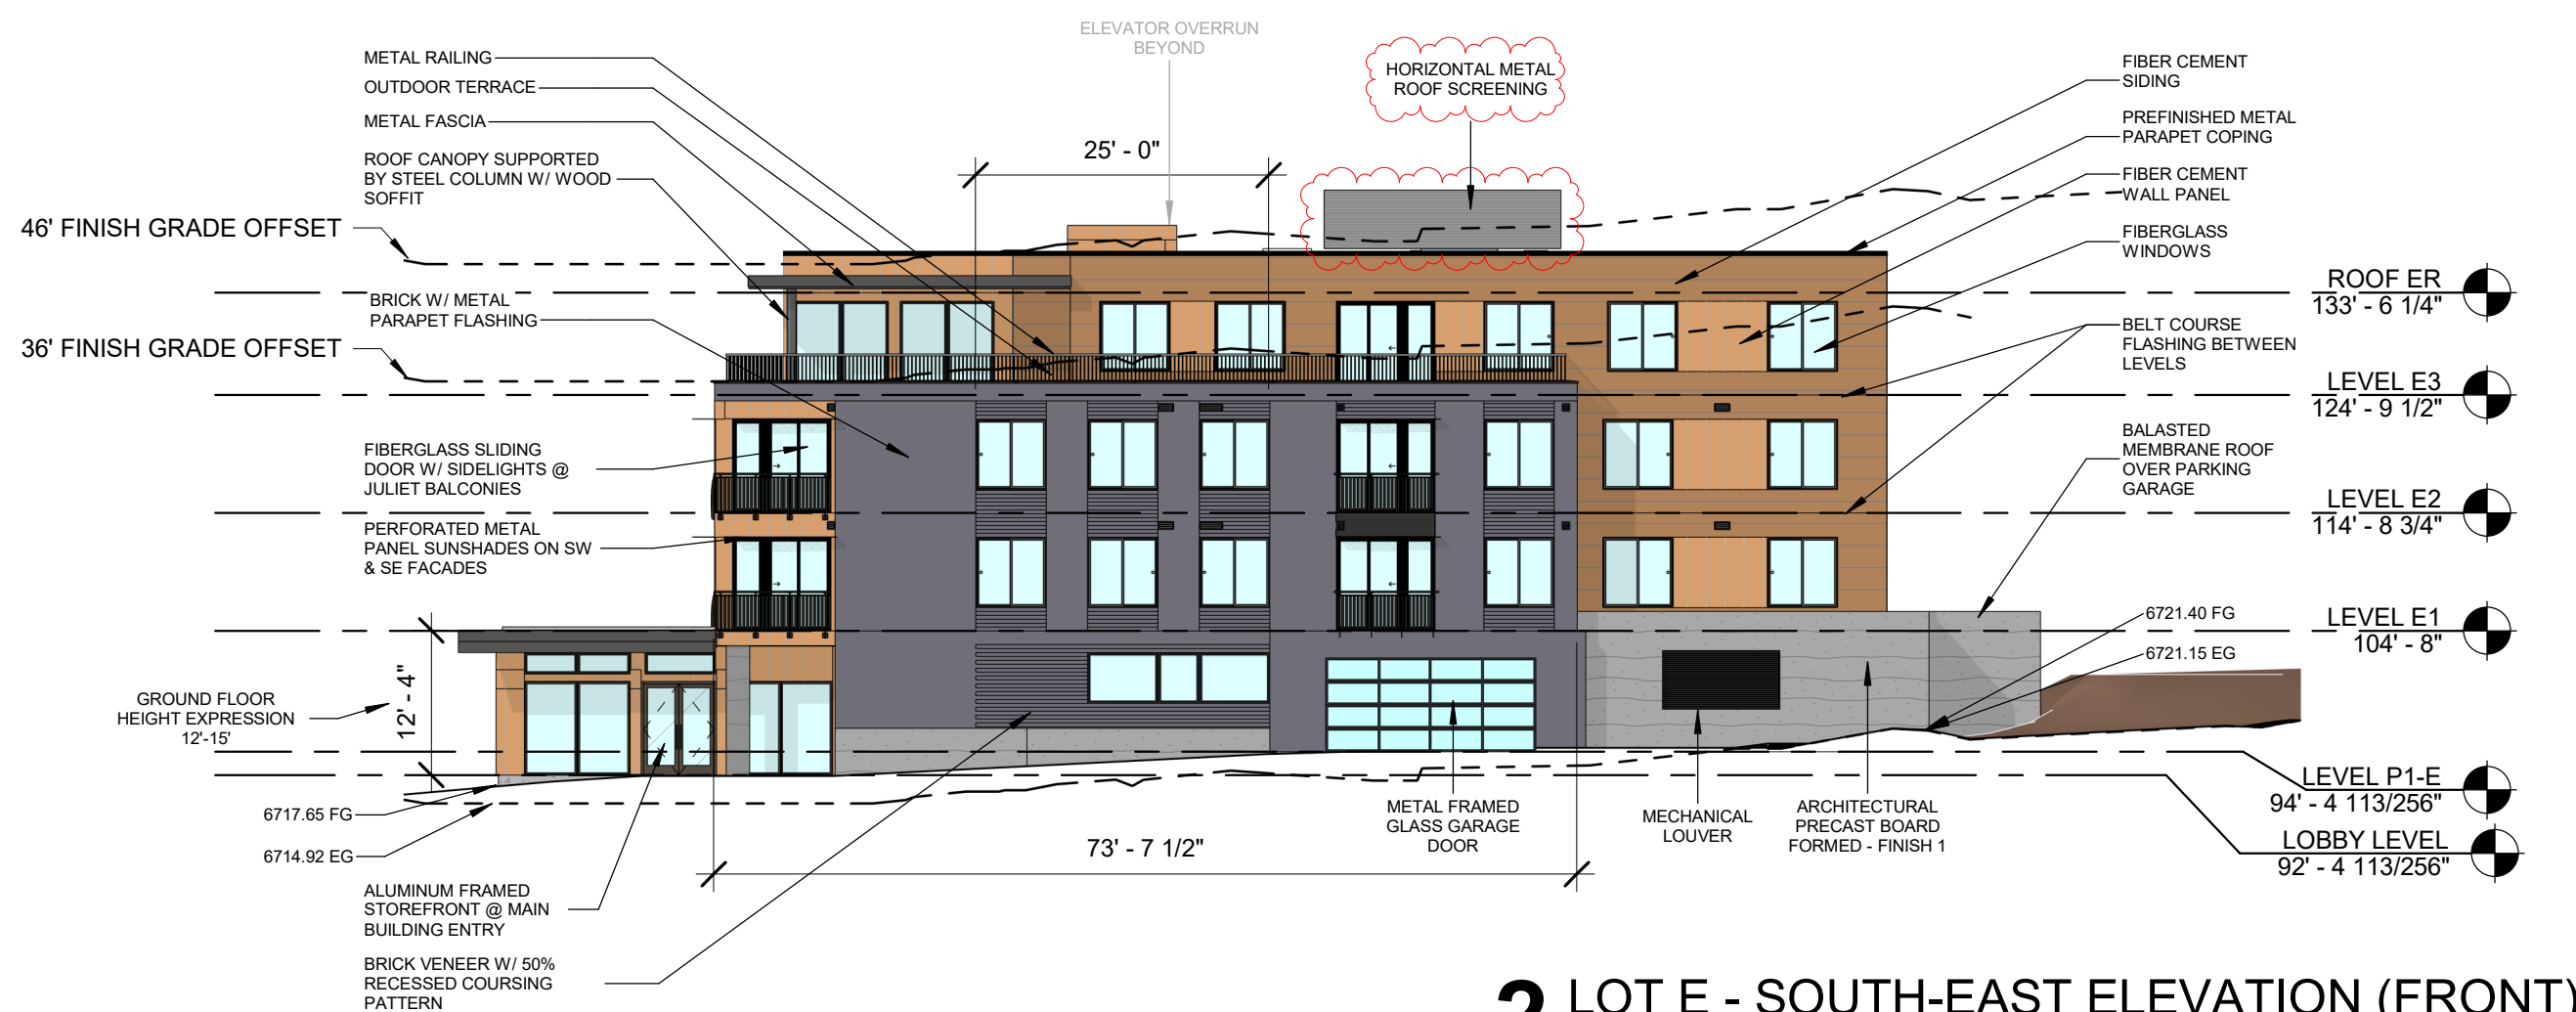 ELEVATOR OVERRUN
BEYOND
HORIZONTAL METAL
ROOF SCREENING
METAL RAILING
OUTDOOR TERRACE
METAL FASCIA
ROOF CANOPY SUPPORTED
BY STEEL COLUMN W/ WOOD
SOFFIT
46' FINISH GRADE OFFSET
BRICK W/ METAL
PARAPET FLASHING
36' FINISH GRADE OFFSET
FIBERGLASS SLIDING
DOOR W/ SIDELIGHTS @
JULIET BALCONIES
PERFORATED METAL
PANEL SUNSHADES ON SW
& SE FACADES
GROUND FLOOR
HEIGHT EXPRESSION
12'-15'
12' - 4"
6717.65 FG
6714.92 EG
ALUMINUM FRAMED
STOREFRONT @ MAIN
BUILDING ENTRY
BRICK VENEER W/ 50%
RECESSED COURSING
PATTERN
25' - 0"
73' - 7 1/2"
METAL FRAMED
GLASS GARAGE
DOOR
MECHANICAL
LOUVER
ARCHITECTURAL
PRECAST BOARD
FORMED - FINISH 1
FIBER CEMENT
SIDING
PREFINISHED METAL
PARAPET COPING
FIBER CEMENT
WALL PANEL
FIBERGLASS
WINDOWS
ROOF ER
133' - 6 1/4"
BELT COURSE
FLASHING BETWEEN
LEVELS
LEVEL E3
124' - 9 1/2"
BALASTED
MEMBRANE ROOF
OVER PARKING
GARAGE
LEVEL E2
114' - 8 3/4"
6721.40 FG
6721.15 EG
LEVEL E1
104' - 8"
LEVEL P1-E
94' - 4 113/256"
LOBBY LEVEL
92' - 4 113/256"
LOT E - SOUTH-EAST ELEVATION (FRONT)